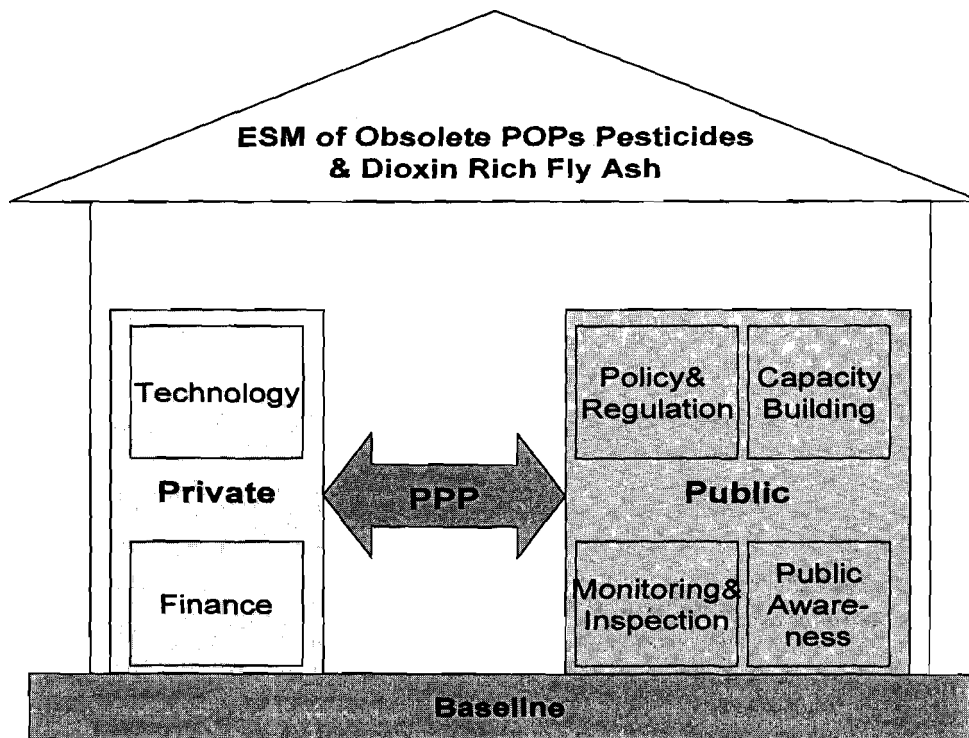 ESM of Obsolete POPs Pesticides
& Dioxin Rich Fly Ash
Technology
Private
Finance
PPP
Policy&
Regulation
Capacity
Building
Public
Monitoring&
Inspection
Public
Aware-
ness
Baseline